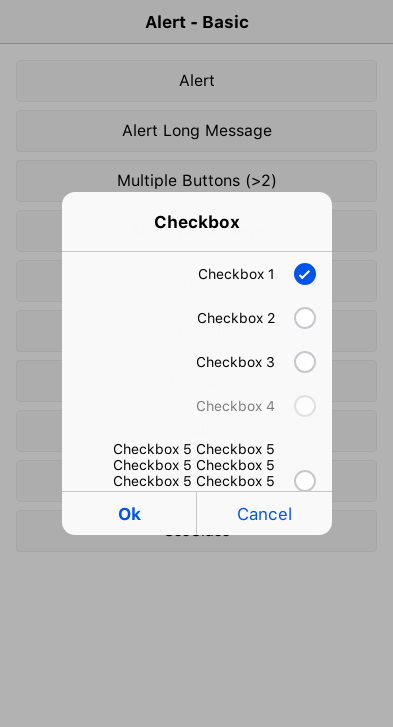 Alert - Basic
Alert
Alert Long Message
Multiple Buttons (>2)
Checkbox
Checkbox 1
Checkbox 2
Checkbox 3
Checkbox 4
Checkbox 5 Checkbox 5
Checkbox 5 Checkbox 5
Checkbox 5 Checkbox 5
Ok
Cancel